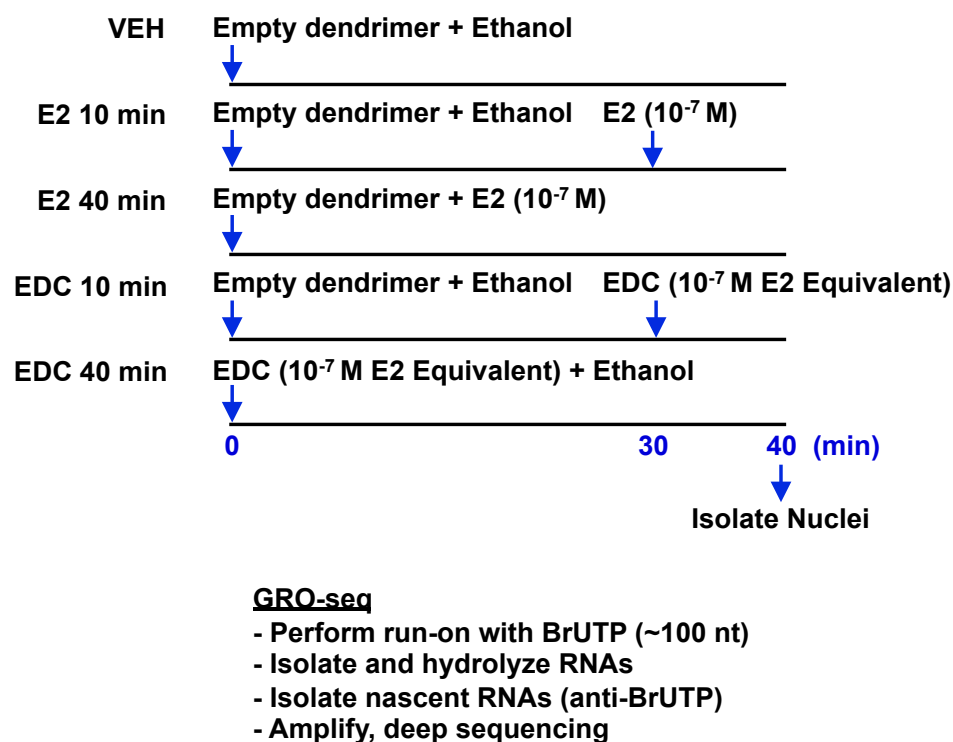 VEH Empty dendrimer + Ethanol
E2 10 min Empty dendrimer + Ethanol E2 (10⁻⁷ M)
E2 40 min Empty dendrimer + E2 (10⁻⁷ M)
EDC 10 min Empty dendrimer + Ethanol EDC (10⁻⁷ M E2 Equivalent)
EDC 40 min EDC (10⁻⁷ M E2 Equivalent) + Ethanol
0 30 40 (min)
Isolate Nuclei
GRO-seq
- Perform run-on with BrUTP (~100 nt)
- Isolate and hydrolyze RNAs
- Isolate nascent RNAs (anti-BrUTP)
- Amplify, deep sequencing